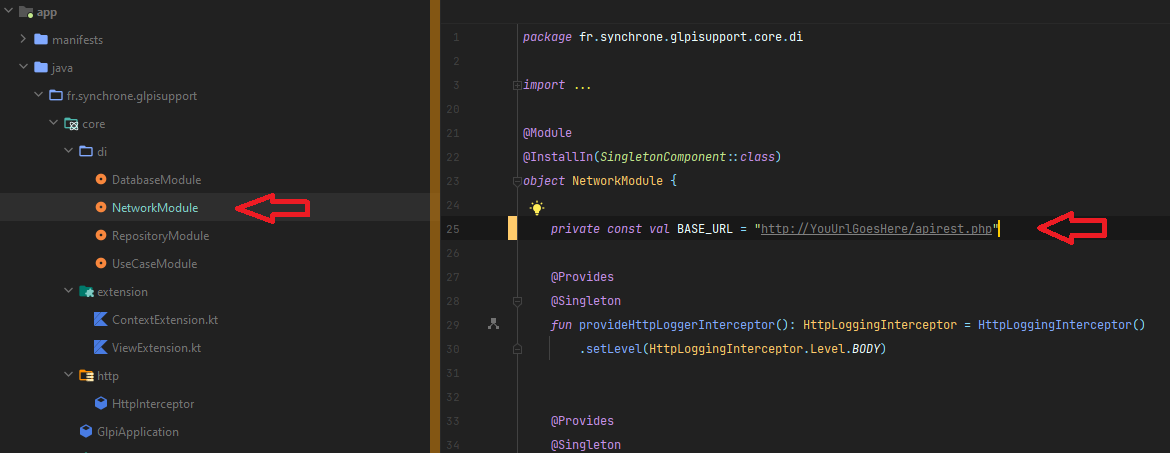 app
manifests
java
fr.synchrone.glpisupport
core
di
DatabaseModule
NetworkModule
RepositoryModule
UseCaseModule
extension
ContextExtension.kt
ViewExtension.kt
http
HttpInterceptor
GlpiApplication
1 package fr.synchrone.glpisupport.core.di
2
3 import ...
20
21 @Module
22 @InstallIn(SingletonComponent::class)
23 object NetworkModule {
24
25 private const val BASE_URL = "http://YouUrlGoesHere/apirest.php"
26
27 @Provides
28 @Singleton
29 fun provideHttpLoggerInterceptor(): HttpLoggingInterceptor = HttpLoggingInterceptor()
30 .setLevel(HttpLoggingInterceptor.Level.BODY)
31
32
33 @Provides
34 @Singleton